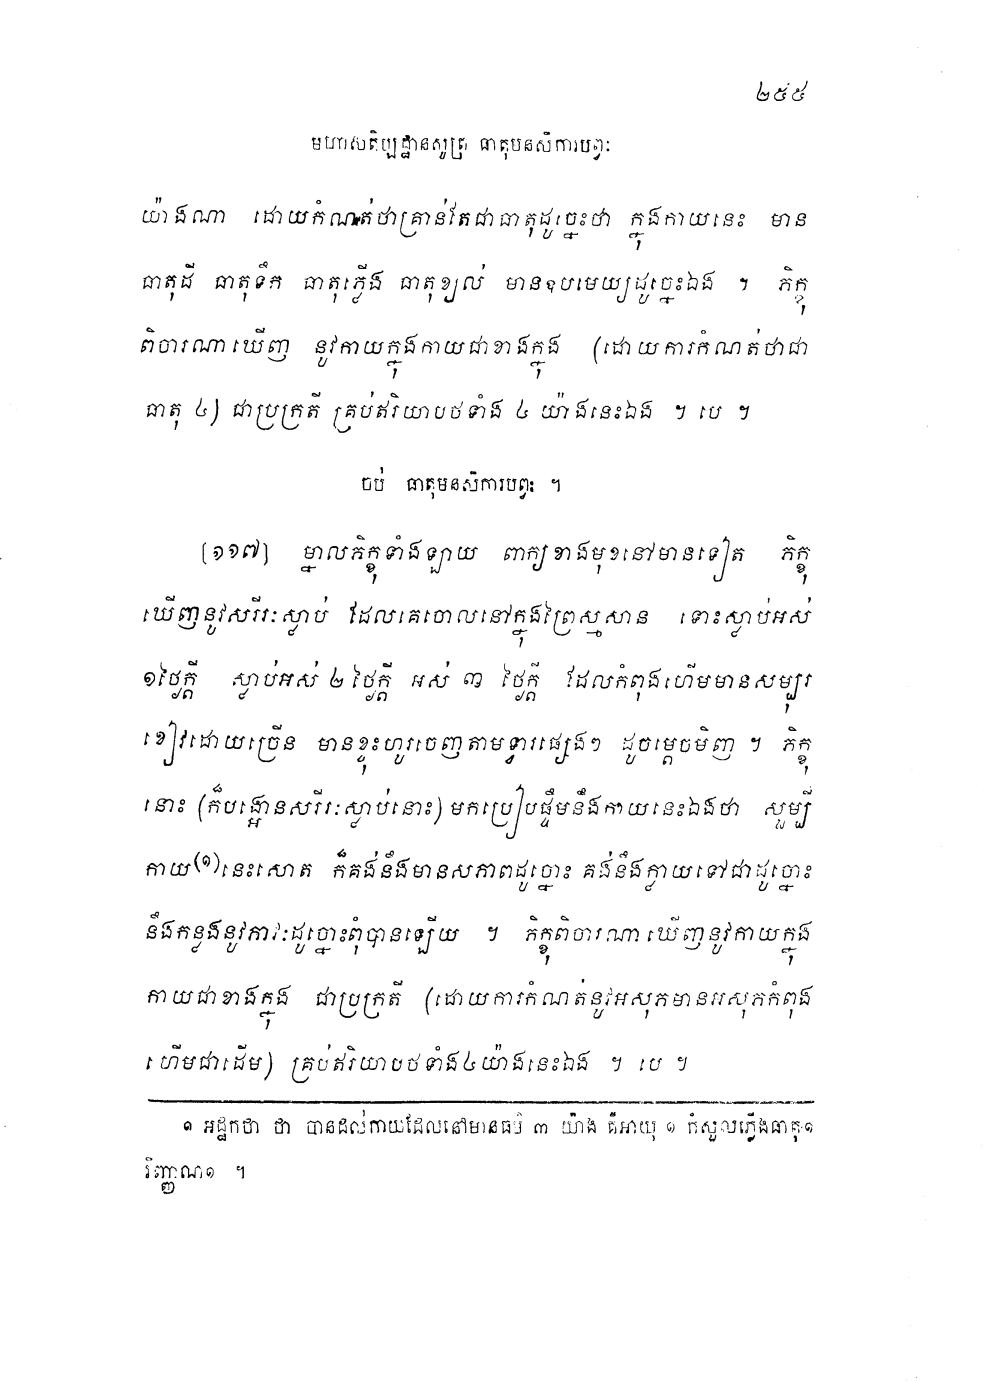 ២៥៥
មហាសតិប្បដ្ឋានសូត្រ ធាតុមនសិការបព្វៈ
យ៉ាងណា ដោយកំណត់ថាគ្រាន់តែជាធាតុដូច្នេះថា ក្នុងកាយនេះ មាន
ធាតុដី ធាតុទឹក ធាតុភ្លើង ធាតុខ្យល់ មានឧបមេយ្យដូច្នេះឯង ។ ភិក្ខុ
ពិចារណាឃើញ នូវកាយក្នុងកាយជាខាងក្នុង (ដោយការកំណត់ថាជា
ធាតុ ៤) ជាប្រក្រតី គ្រប់ឥរិយាបថទាំង ៤ យ៉ាងនេះឯង ។ បេ ។
ចប់ ធាតុមនសិការបព្វៈ ។
(១១៧) ម្នាលភិក្ខុទាំងឡាយ ពាក្យខាងមុខនៅមានទៀត ភិក្ខុ
ឃើញនូវសរីរៈស្លាប់ ដែលគេចោលនៅក្នុងព្រៃស្មសាន ទោះស្លាប់អស់
១ថ្ងៃក្តី ស្លាប់អស់ ២ ថ្ងៃក្តី អស់ ៣ ថ្ងៃក្តី ដែលកំពុងហើមមានសម្បុរ
ខៀវដោយច្រើន មានខ្ទុះហូរចេញតាមទ្វារផ្សេងៗ ដូចម្តេចមិញ ។ ភិក្ខុ
នោះ (ក៏បង្អោនសរីរៈស្លាប់នោះ) មកប្រៀបផ្ទឹមនឹងកាយនេះឯងថា សូម្បី
កាយ(១)នេះសោត ក៏គង់នឹងមានសភាពដូច្នោះ គង់នឹងក្លាយទៅជាដូច្នោះ
នឹងកន្លងនូវភាវៈដូច្នោះពុំបានឡើយ ។ ភិក្ខុពិចារណាឃើញនូវកាយក្នុង
កាយជាខាងក្នុង ជាប្រក្រតី (ដោយការកំណត់នូវអសុភមានអសុភកំពុង
ហើមជាដើម) គ្រប់ឥរិយាបថទាំង៤យ៉ាងនេះឯង ។ បេ ។
១ អដ្ឋកថា ថា បានដល់កាយដែលនៅមានធម៌ ៣ យ៉ាង គឺអាយុ ១ កំសួលភ្លើងធាតុ១
វិញ្ញាណ១ ។